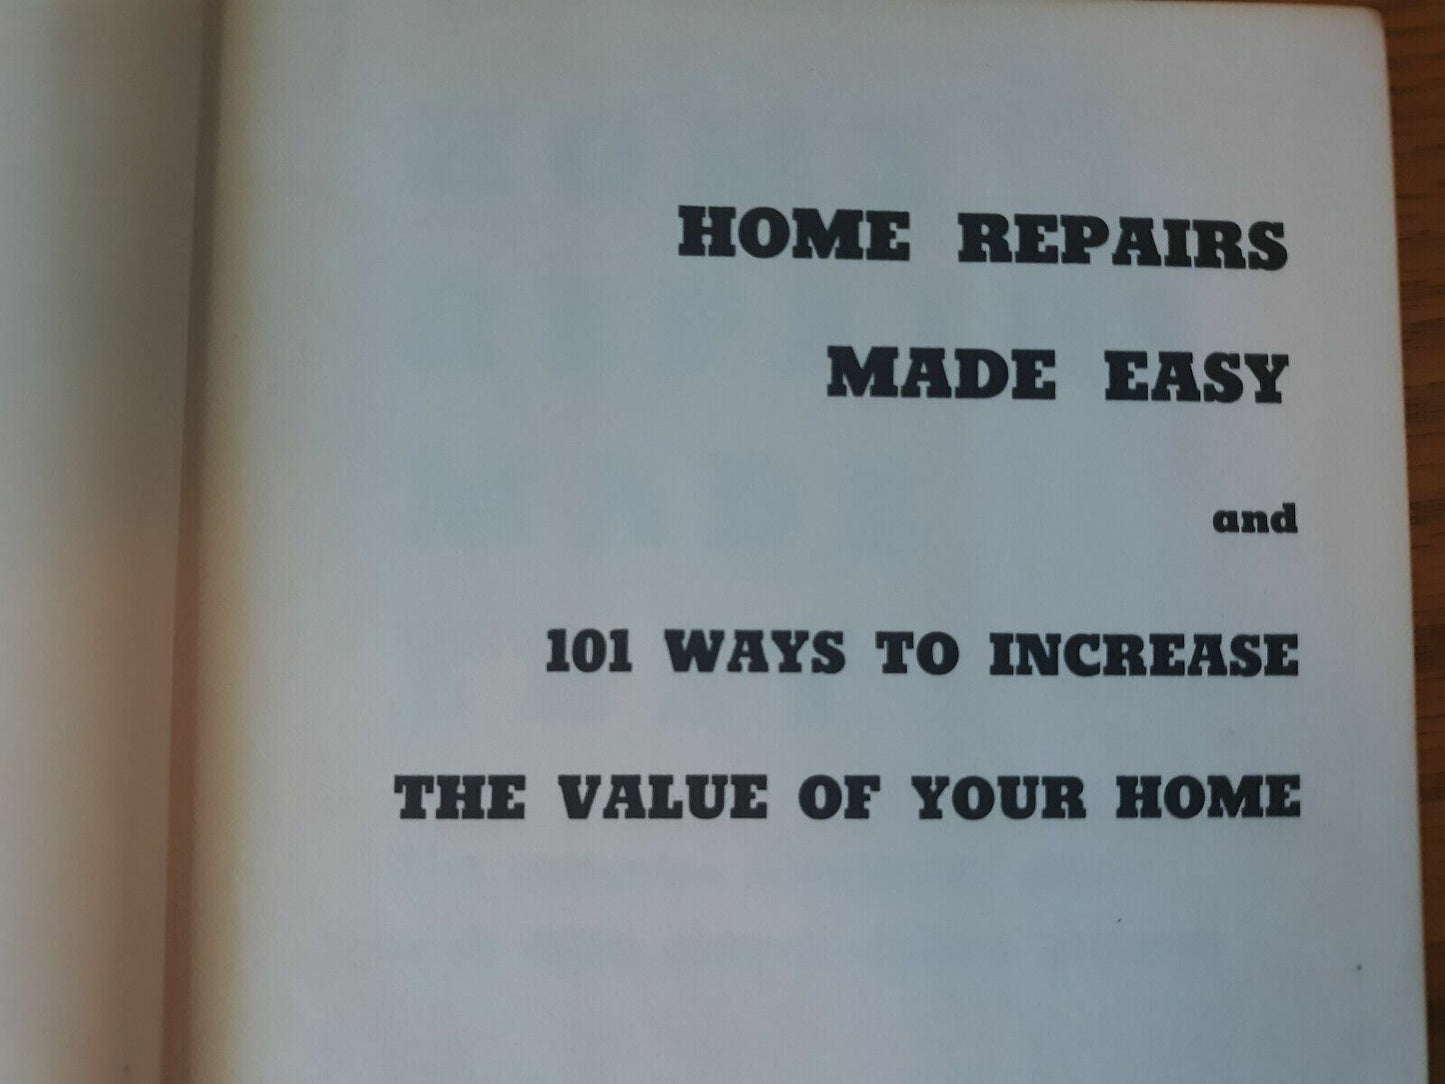 HOME REPAIRS
MADE EASY
and
101 WAYS TO INCREASE
THE VALUE OF YOUR HOME